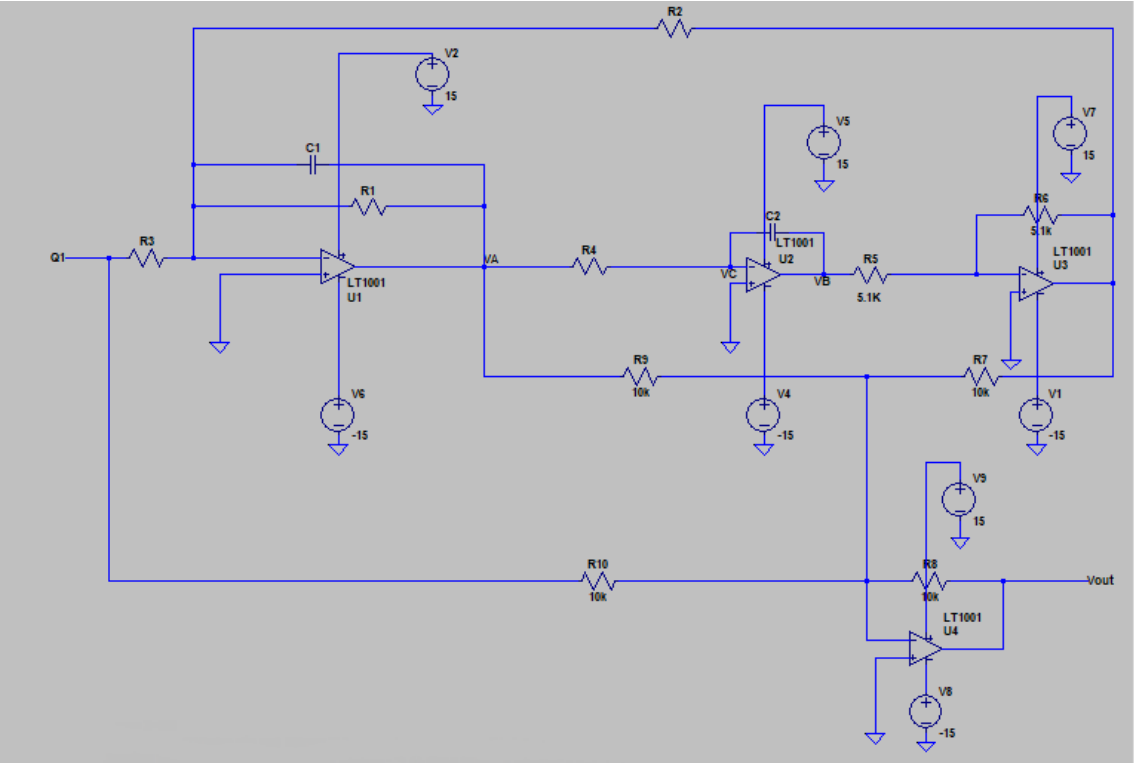 R2
V2
15
V7
15
V5
15
C1
R1
R6
5.1k
C2
LT1001
U2
R3
Q1
VA
R4
VC
VB
R5
5.1K
LT1001
U3
LT1001
U1
R9
10k
R7
10k
V6
-15
V4
-15
V1
-15
V9
15
R10
10k
R8
10k
Vout
LT1001
U4
V8
-15